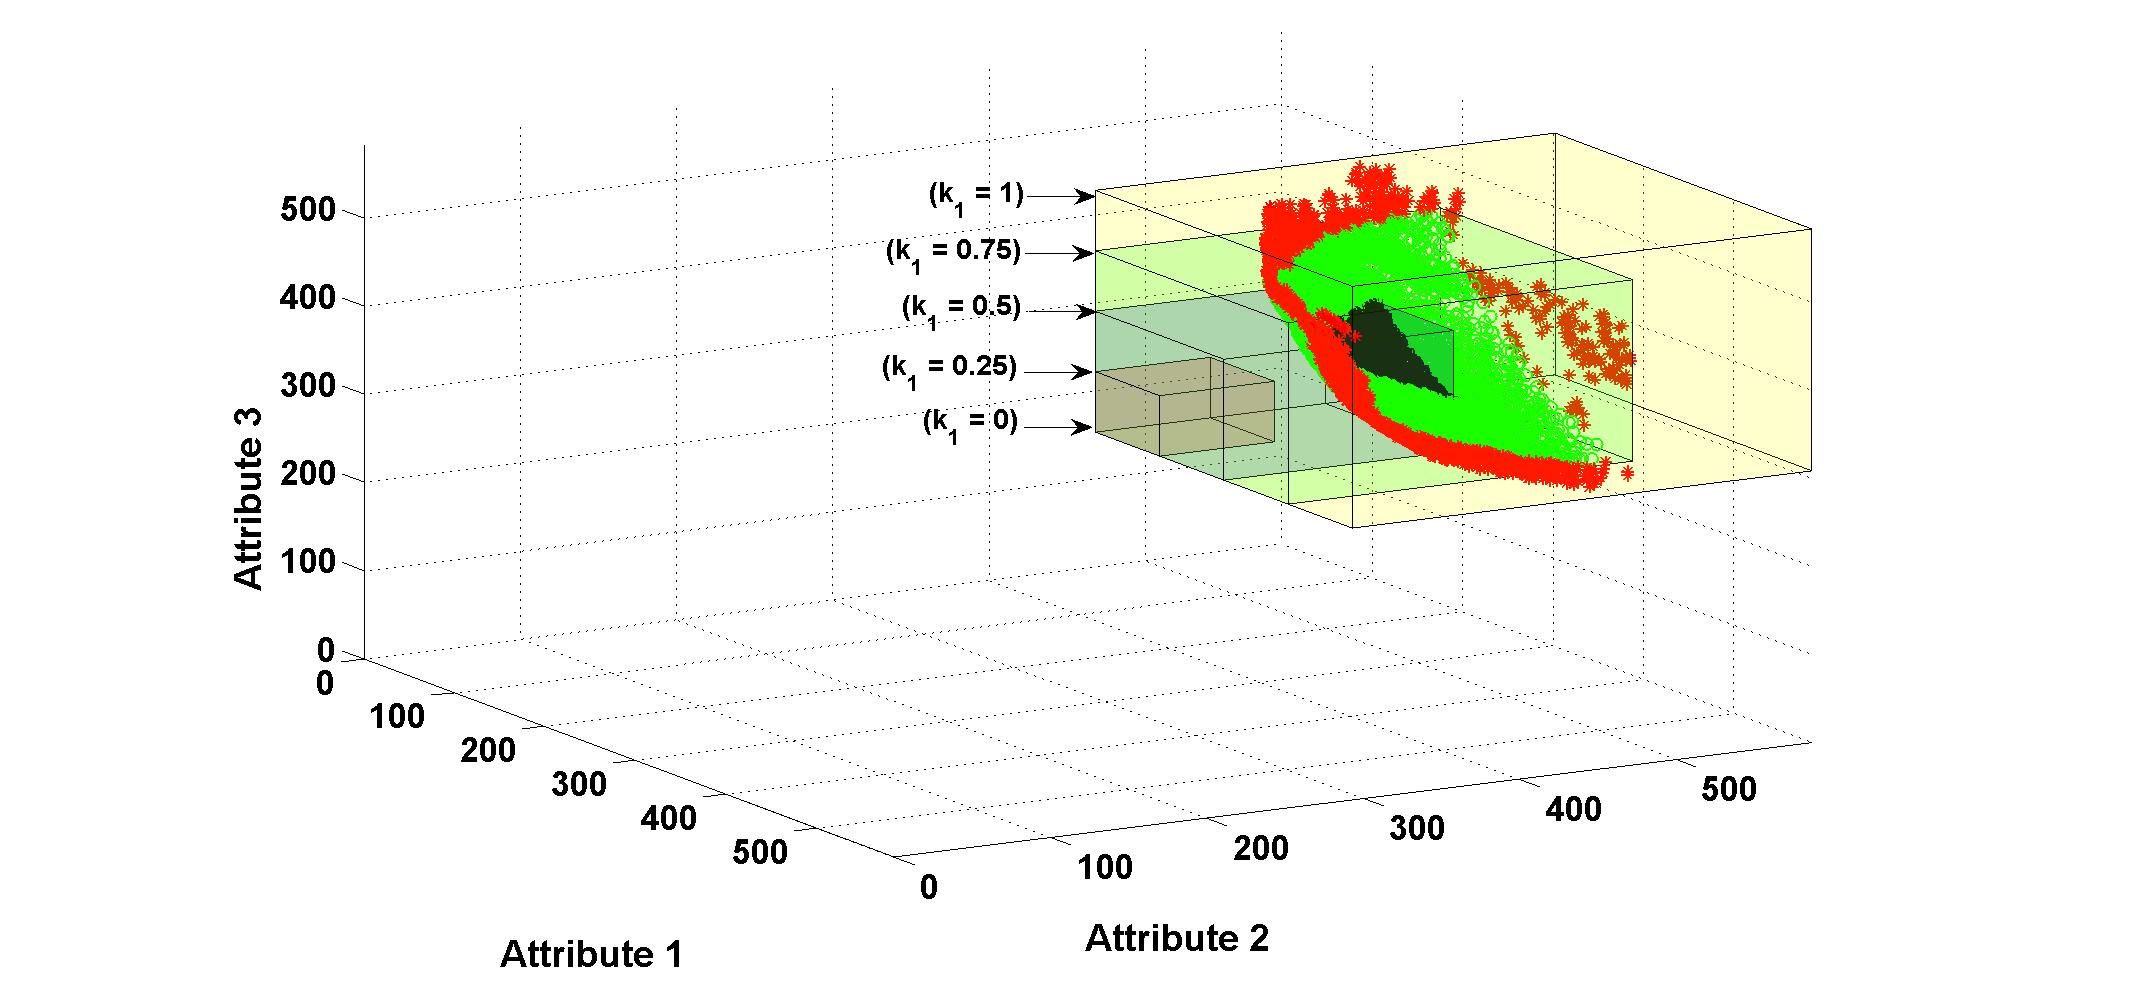 (k1 = 1)
(k1 = 0.75)
(k1 = 0.5)
(k1 = 0.25)
(k1 = 0)
Attribute 3
500
400
300
200
100
0
0
100
200
300
400
500
Attribute 1
0
100
200
300
400
500
Attribute 2